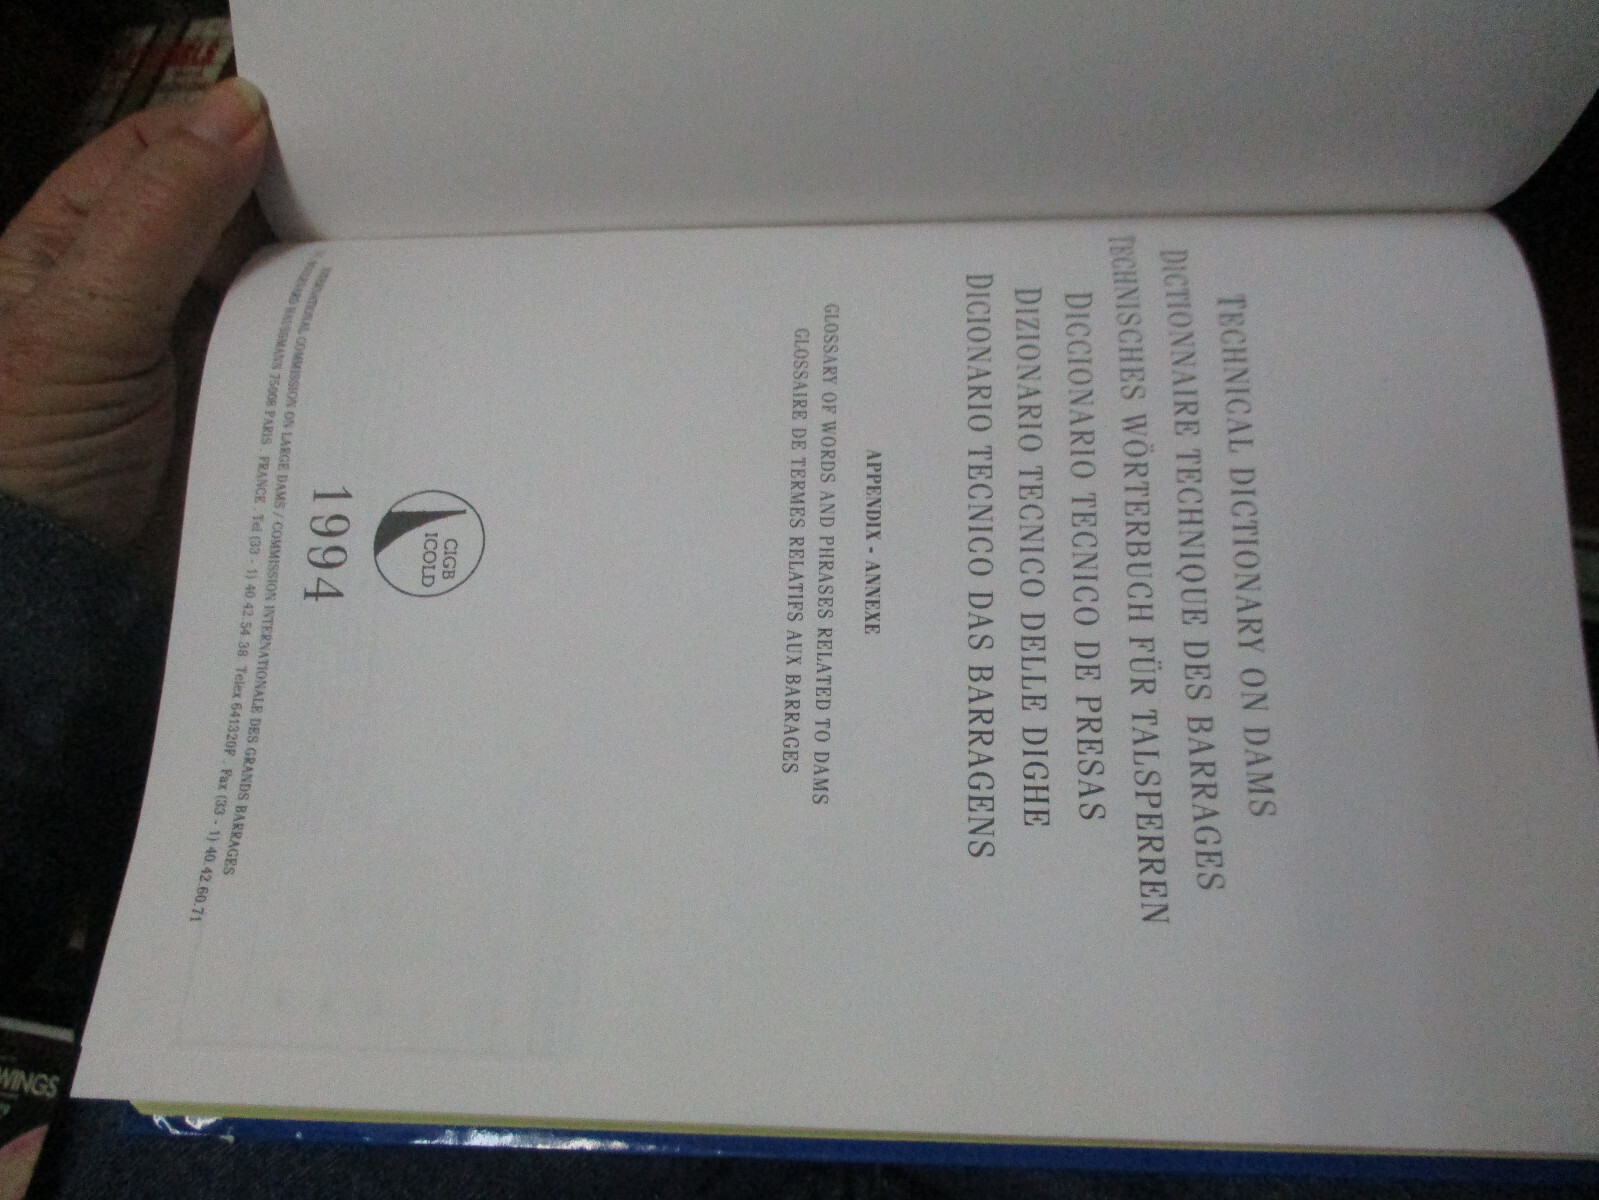 TECHNICAL DICTIONARY ON DAMS
DICTIONNAIRE TECHNIQUE DES BARRAGES
TECHNISCHES WÖRTERBUCH FÜR TALSPERREN
DICCIONARIO TECNICO DE PRESAS
DIZIONARIO TECNICO DELLE DIGHE
DICIONARIO TECNICO DAS BARRAGENS
APPENDIX - ANNEXE
GLOSSARY OF WORDS AND PHRASES RELATED TO DAMS
GLOSSAIRE DE TERMES RELATIFS AUX BARRAGES
CIGB
ICOLD
1994
INTERNATIONAL COMMISSION ON LARGE DAMS / COMMISSION INTERNATIONALE DES GRANDS BARRAGES
HAUSSMANN 75008 PARIS . FRANCE . Tel (33 - 1) 40.42.54.38. Telex 641320F . Fax (33 - 1) 40.42.60.71
WINGS